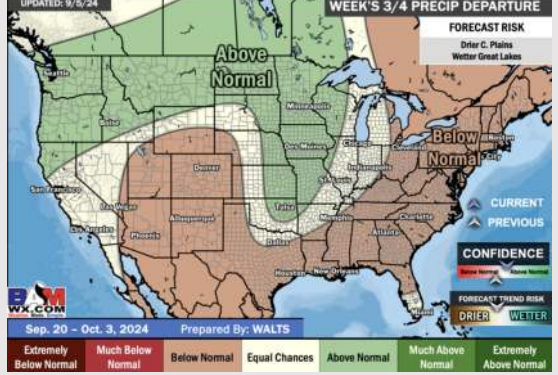 UPDATED: 9/5/24
WEEK'S 3/4 PRECIP DEPARTURE
FORECAST RISK
Drier C. Plains
Wetter Great Lakes
Above
Normal
Seattle
Minneapolis
Boise
Des Moines
Chicago
Cleveland
Boston
Below
Normal
City
Denver
Indianapolis
St. Louis
San Francisco
Las Vegas
Tulsa
Memphis
Charlotte
Los Angeles
Phoenix
Albuquerque
Atlanta
Dallas
Houston
New Orleans
Miami
CURRENT
PREVIOUS
CONFIDENCE
Below Normal
Above Normal
FORECAST TREND RISK
DRIER
WETTER
BAM
WX.COM
Sep. 20 – Oct. 3, 2024
Prepared By: WALTS
Extremely
Below Normal
Much Below
Normal
Below Normal
Equal Chances
Above Normal
Much Above
Normal
Extremely
Above Normal